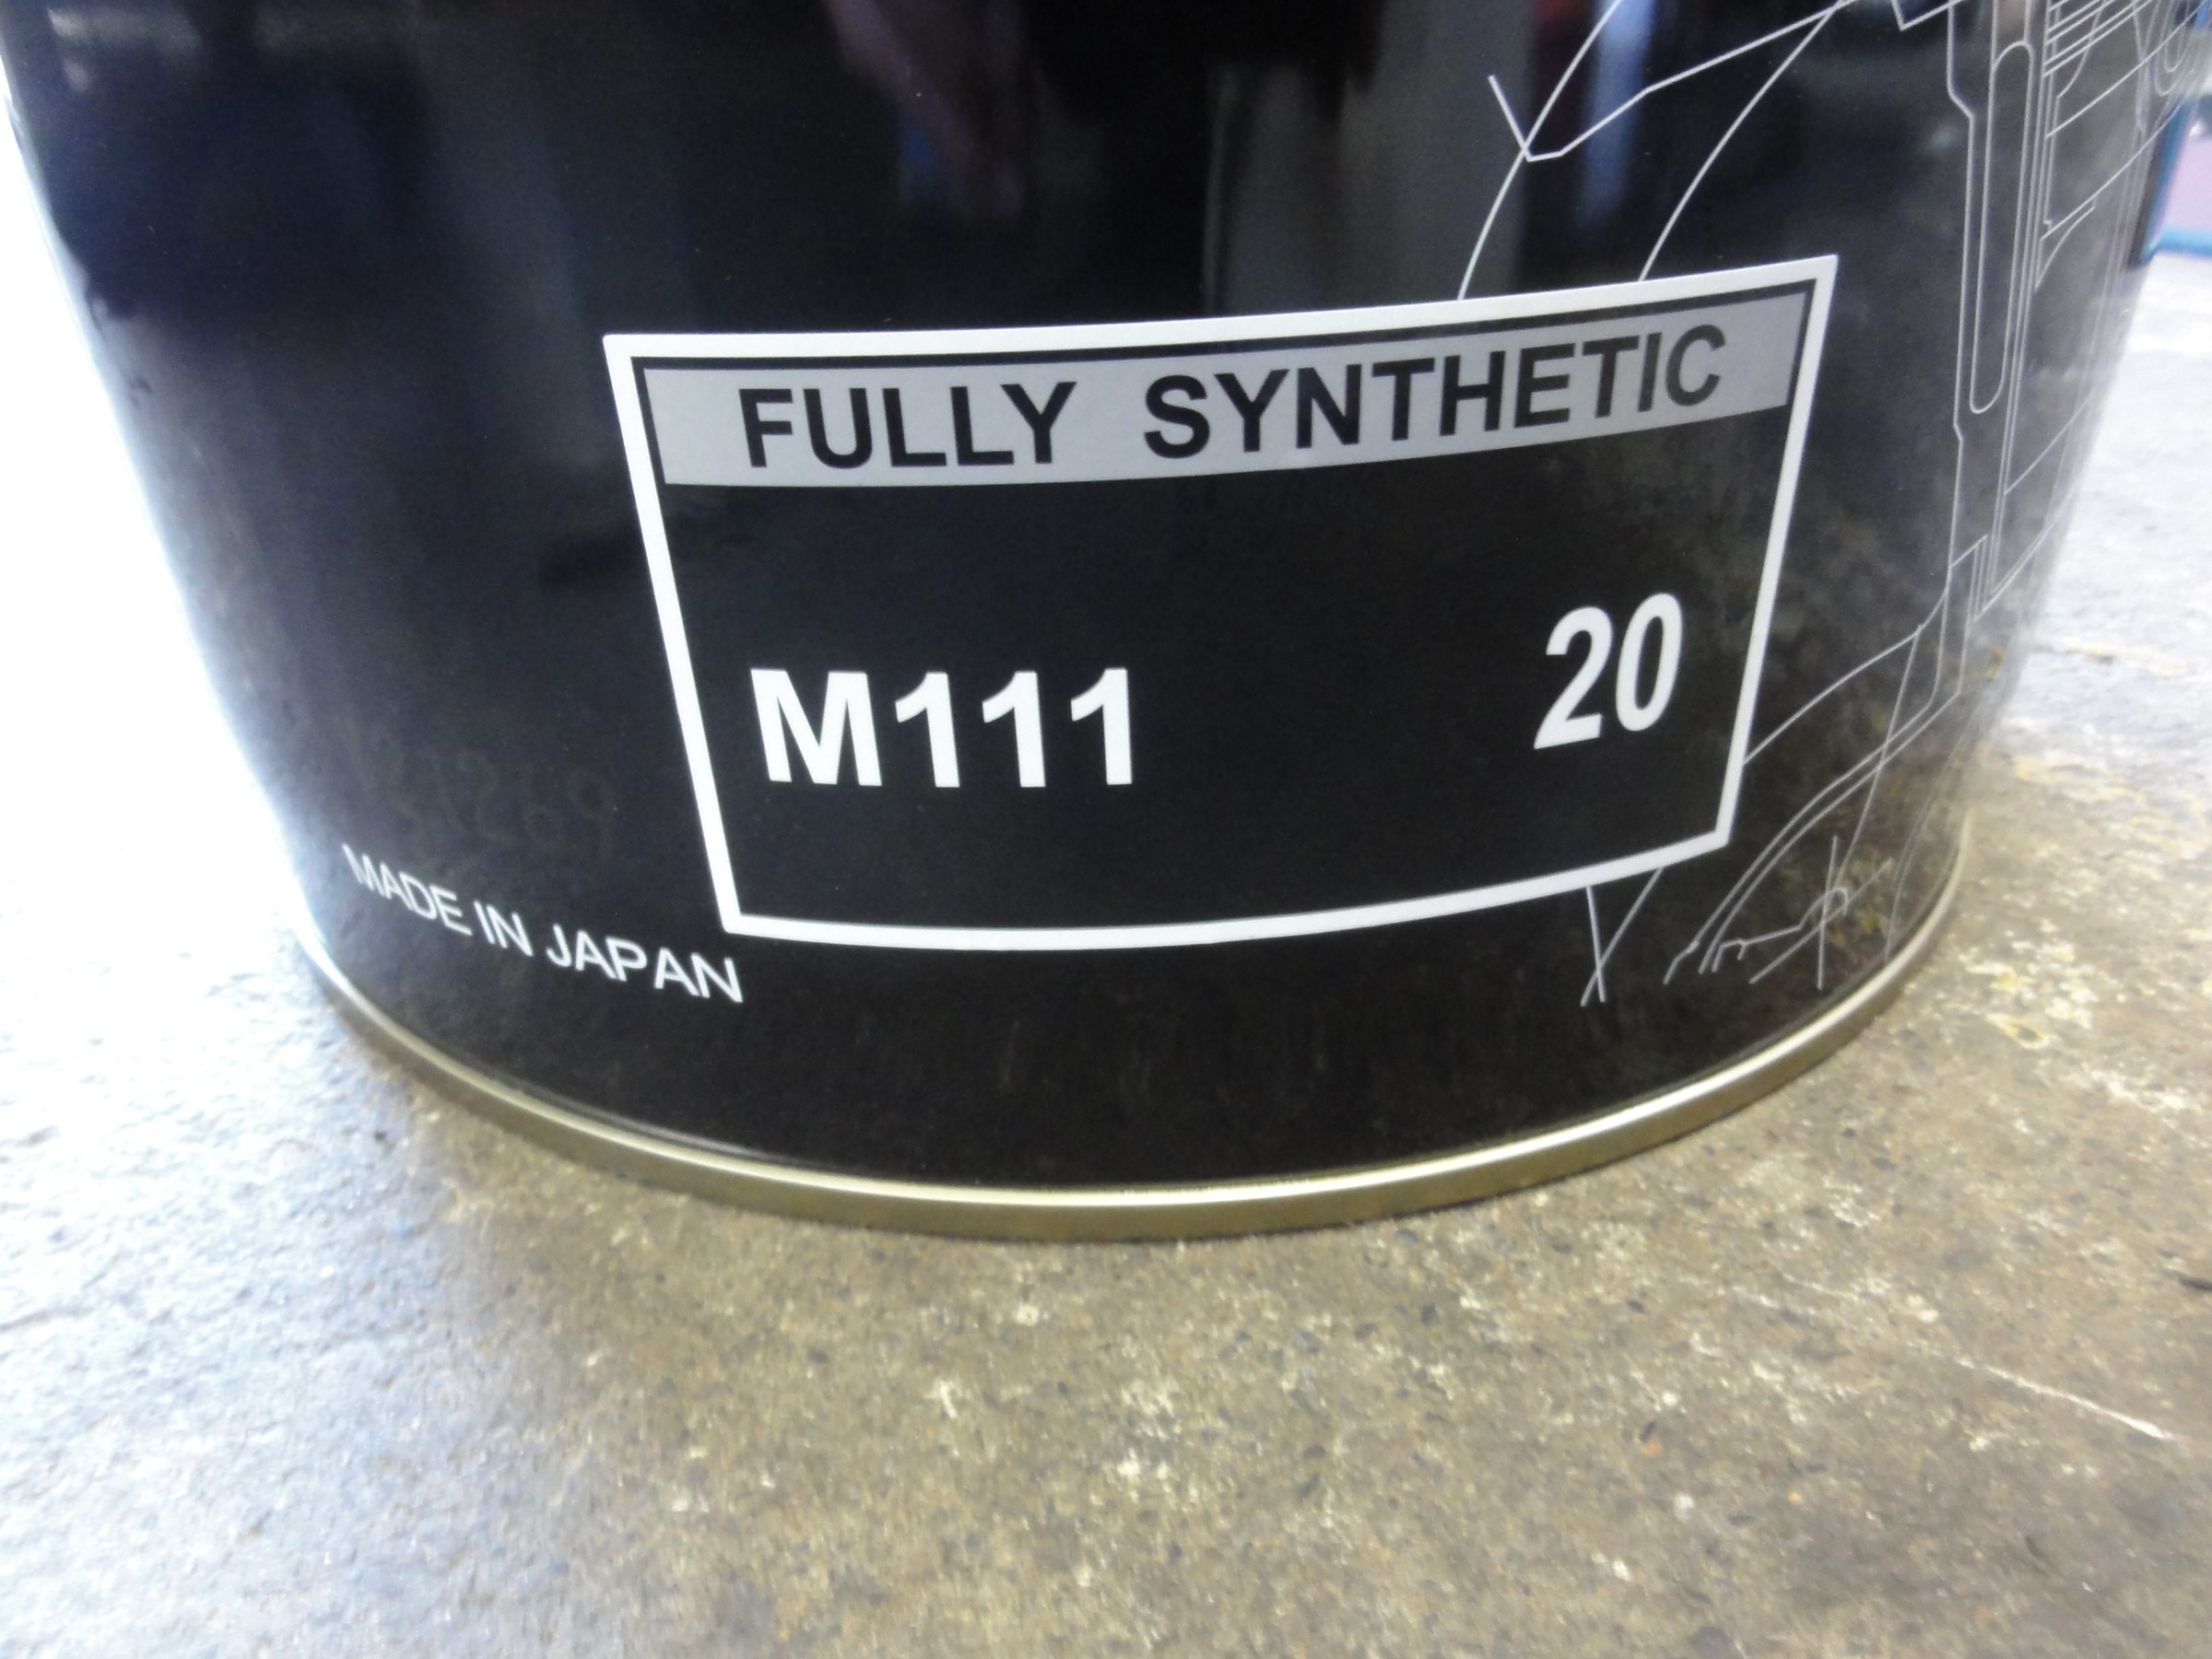 FULLY SYNTHETIC
M111 20
MADE IN JAPAN